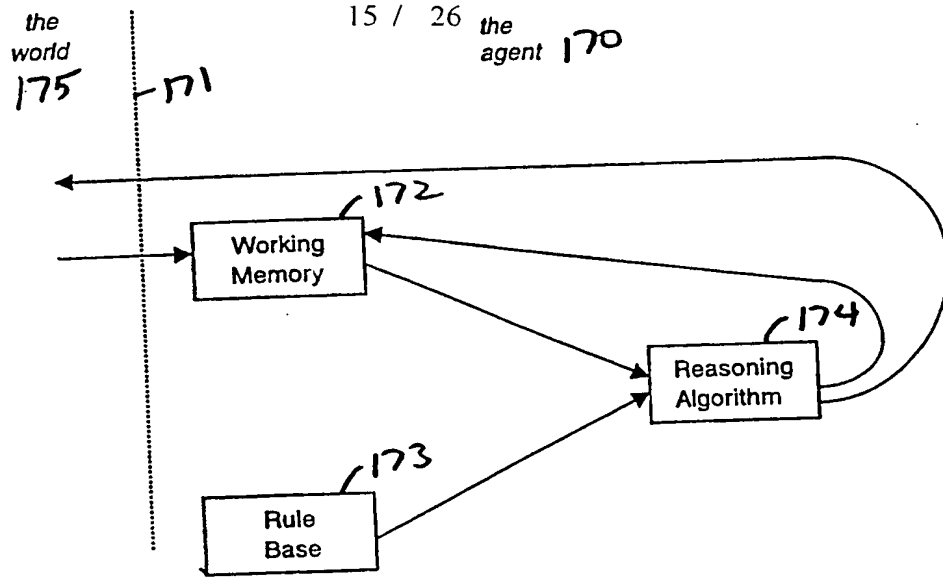 the
world
175
171
15 / 26
the
agent 170
172
Working
Memory
174
Reasoning
Algorithm
173
Rule
Base